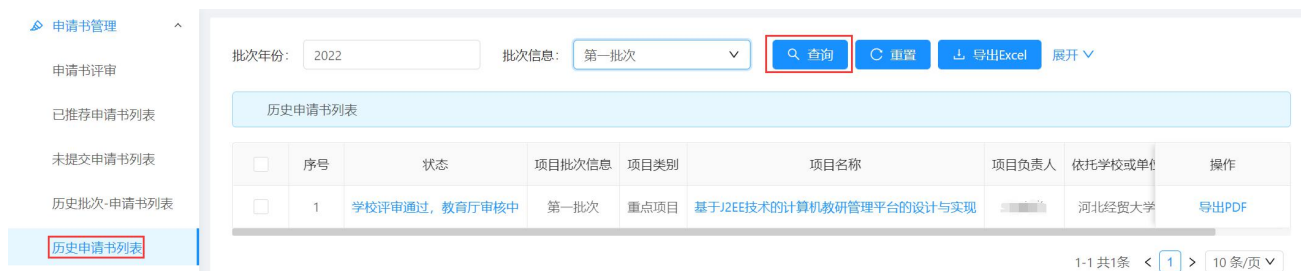 申请书管理
申请书评审
已推荐申请书列表
未提交申请书列表
历史批次-申请书列表
历史申请书列表
批次年份: 2022 批次信息: 第一批次 查询 重置 导出Excel 展开
历史申请书列表
序号 状态 项目批次信息 项目类别 项目名称 项目负责人 依托学校或单 操作
1 学校评审通过，教育厅审核中 第一批次 重点项目 基于J2EE技术的计算机教研管理平台的设计与实现 河北经贸大学 导出PDF
1-1 共1条 < 1 > 10 条/页